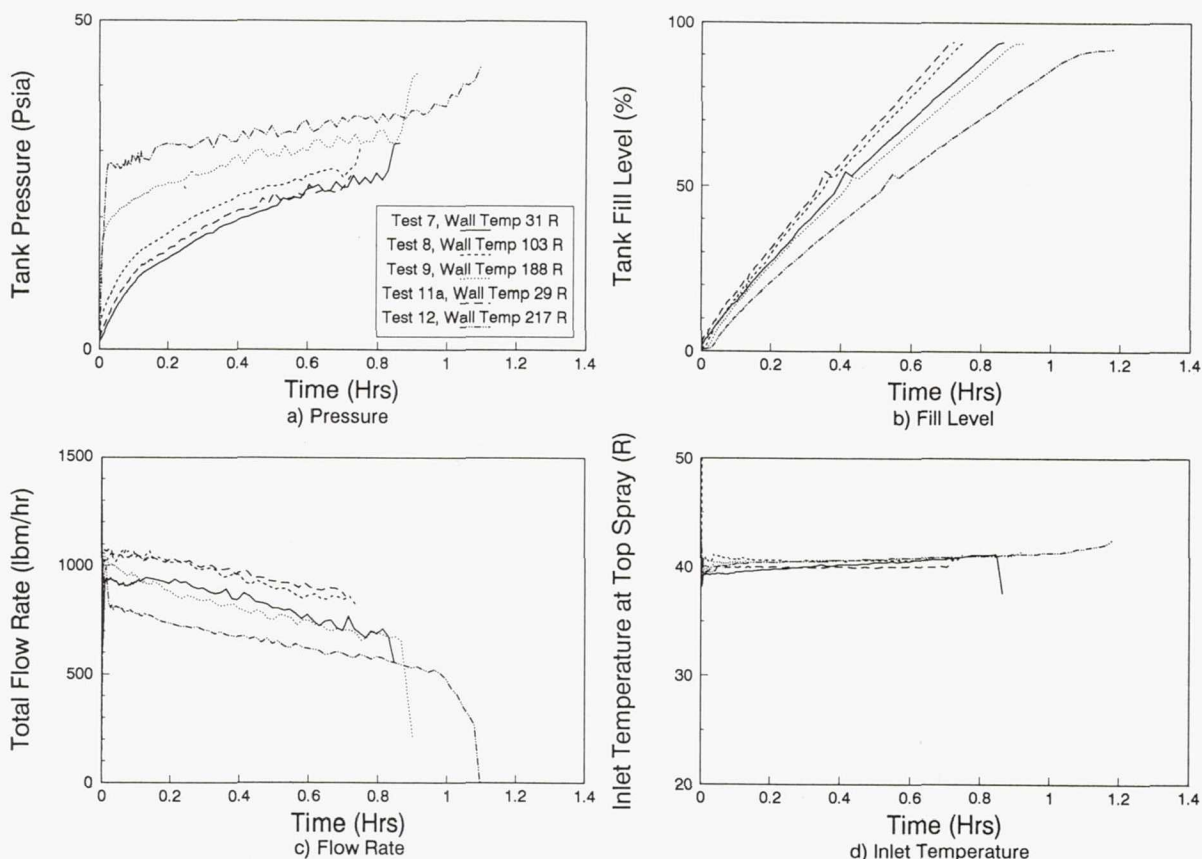 50
Tank Pressure (Psia)
Test 7, Wall Temp 31 R
Test 8, Wall Temp 103 R
Test 9, Wall Temp 188 R
Test 11a, Wall Temp 29 R
Test 12, Wall Temp 217 R
0
0.2 0.4 0.6 0.8 1 1.2 1.4
Time (Hrs)
a) Pressure
100
Tank Fill Level (%)
50
0
0 0.2 0.4 0.6 0.8 1 1.2 1.4
Time (Hrs)
b) Fill Level
1500
Total Flow Rate (lbm/hr)
1000
500
0
0 0.2 0.4 0.6 0.8 1 1.2 1.4
Time (Hrs)
c) Flow Rate
50
Inlet Temperature at Top Spray (R)
40
30
20
0 0.2 0.4 0.6 0.8 1 1.2 1.4
Time (Hrs)
d) Inlet Temperature